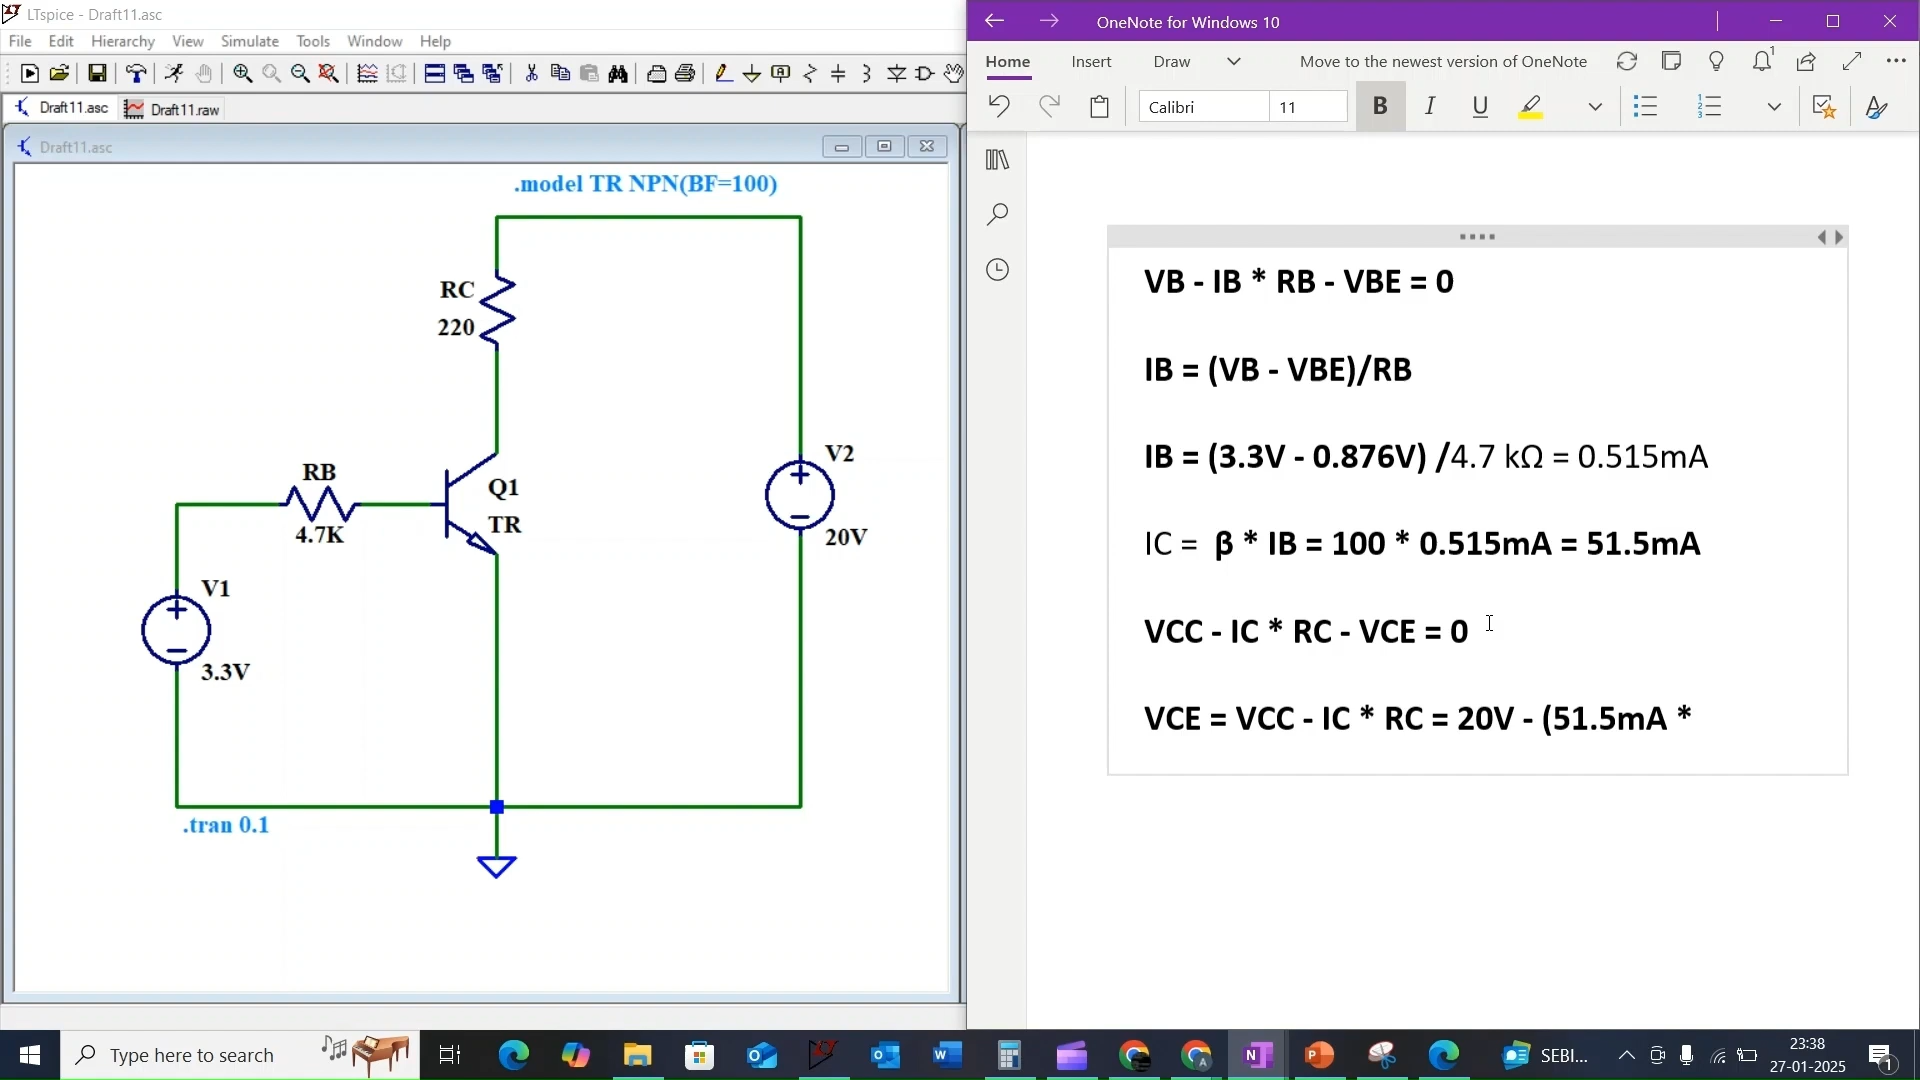 LTspice - Draft11.asc
File Edit Hierarchy View Simulate Tools Window Help
Draft11.asc Draft11.raw
Draft11.asc
.model TR NPN(BF=100)
RC
220
RB
4.7K
Q1
TR
V2
20V
V1
3.3V
.tran 0.1
OneNote for Windows 10
Home Insert Draw Move to the newest version of OneNote 1
Calibri 11 B I U
VB - IB * RB - VBE = 0
IB = (VB - VBE)/RB
IB = (3.3V - 0.876V) /4.7 kΩ = 0.515mA
IC = β * IB = 100 * 0.515mA = 51.5mA
VCC - IC * RC - VCE = 0
VCE = VCC - IC * RC = 20V - (51.5mA *
Type here to search
SEBI...
23:38
27-01-2025
1